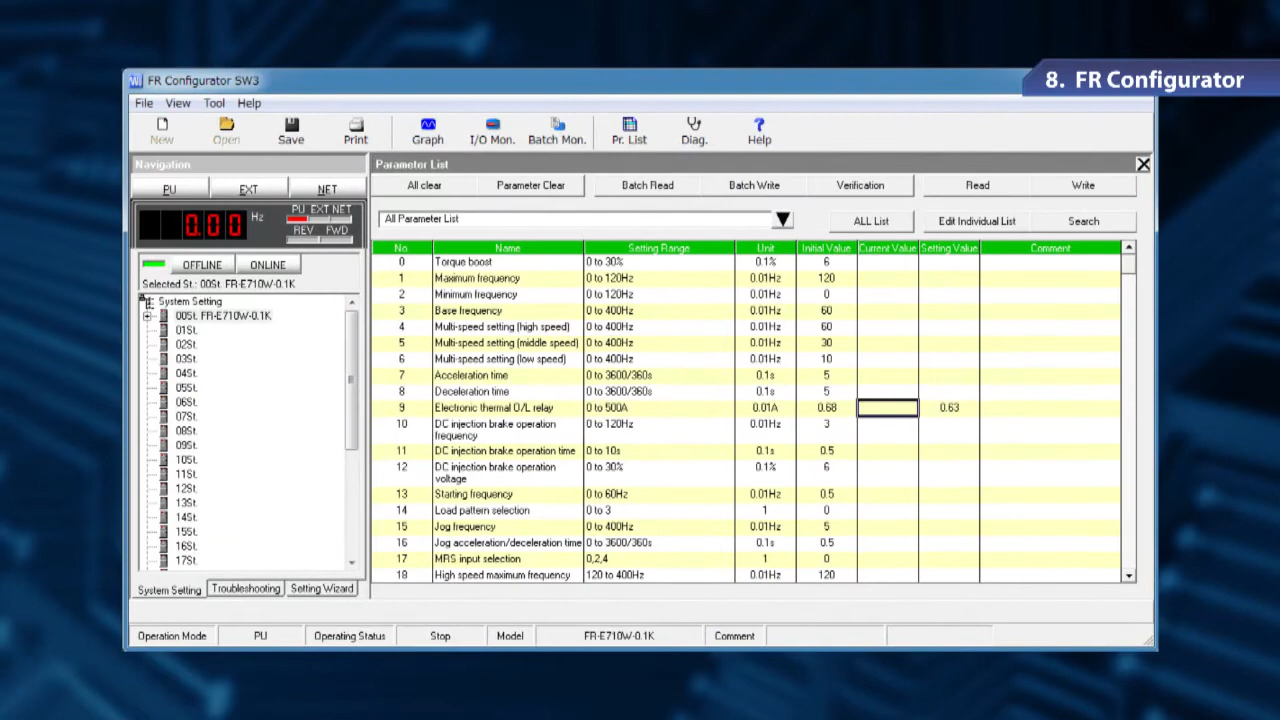 8. FR Configurator
FR Configurator SW3
File View Tool Help
New Open Save Print Graph I/O Mon. Batch Mon. Pr. List Diag. Help
Navigation
Parameter List
PU EXT NET
All clear Parameter Clear Batch Read Batch Write Verification Read Write
0.00 Hz PU EXT NET
REV FWD
All Parameter List ALL List Edit Individual List Search
OFFLINE ONLINE
Selected St.: 00St. FR-E710W-0.1K
System Setting
00St. FR-E710W-0.1K
01St.
02St.
03St.
04St.
05St.
06St.
07St.
08St.
09St.
10St.
11St.
12St.
13St.
14St.
15St.
16St.
17St.
System Setting Troubleshooting Setting Wizard
No. Name Setting Range Unit Initial Value Current Value Setting Value Comment
0 Torque boost 0 to 30% 0.1% 6
1 Maximum frequency 0 to 120Hz 0.01Hz 120
2 Minimum frequency 0 to 120Hz 0.01Hz 0
3 Base frequency 0 to 400Hz 0.01Hz 60
4 Multi-speed setting (high speed) 0 to 400Hz 0.01Hz 60
5 Multi-speed setting (middle speed) 0 to 400Hz 0.01Hz 30
6 Multi-speed setting (low speed) 0 to 400Hz 0.01Hz 10
7 Acceleration time 0 to 3600/360s 0.1s 5
8 Deceleration time 0 to 3600/360s 0.1s 5
9 Electronic thermal O/L relay 0 to 500A 0.01A 0.68 0.63
10 DC injection brake operation frequency 0 to 120Hz 0.01Hz 3
11 DC injection brake operation time 0 to 10s 0.1s 0.5
12 DC injection brake operation voltage 0 to 30% 0.1% 6
13 Starting frequency 0 to 60Hz 0.01Hz 0.5
14 Load pattern selection 0 to 3 1 0
15 Jog frequency 0 to 400Hz 0.01Hz 5
16 Jog acceleration/deceleration time 0 to 3600/360s 0.1s 0.5
17 MRS input selection 0,2,4 1 0
18 High speed maximum frequency 120 to 400Hz 0.01Hz 120
Operation Mode PU Operating Status Stop Model FR-E710W-0.1K Comment